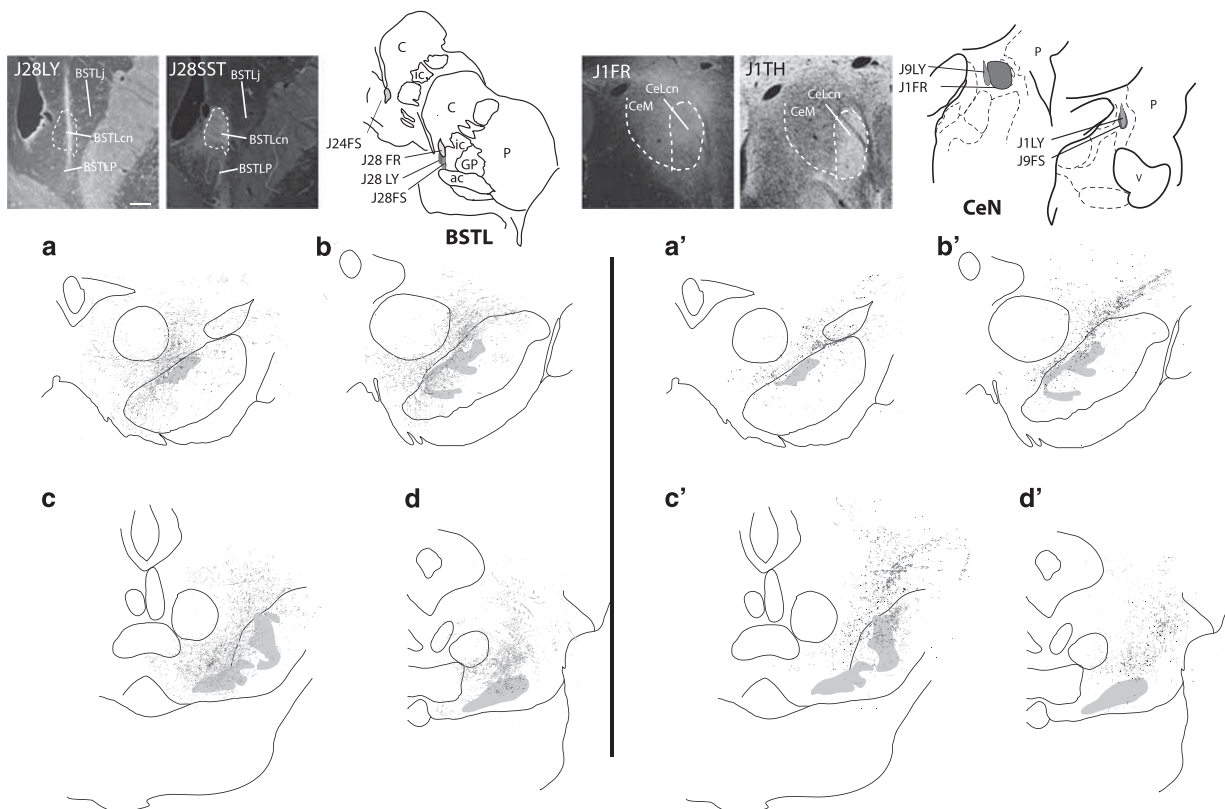 J28LY
BSTLj
BSTLcn
BSTLP
J28SST
BSTLj
BSTLcn
BSTLP
C
ic
C
J24FS
ic
J28 FR
GP
P
J28 LY
ac
J28FS
BSTL
J1FR
CeLcn
CeM
J1TH
CeLcn
CeM
P
J9LY
J1FR
P
J1LY
J9FS
V
CeN
a
b
a'
b'
c
d
c'
d'